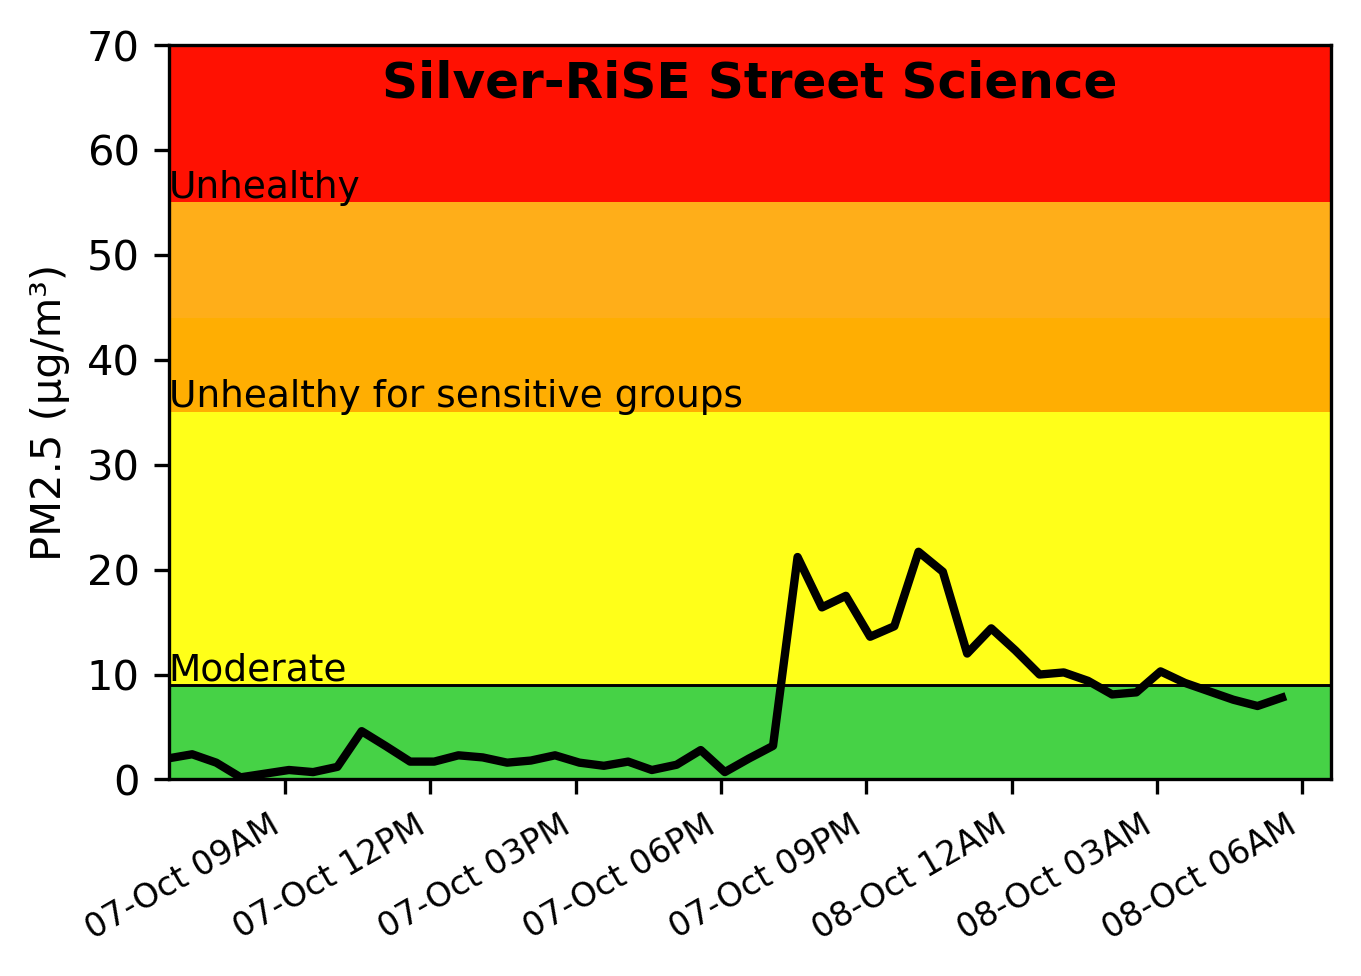 Silver-RiSE Street Science
PM2.5 (µg/m³)
70
60
50
40
30
20
10
0
Unhealthy
Unhealthy for sensitive groups
Moderate
07-Oct 09AM
07-Oct 12PM
07-Oct 03PM
07-Oct 06PM
07-Oct 09PM
08-Oct 12AM
08-Oct 03AM
08-Oct 06AM